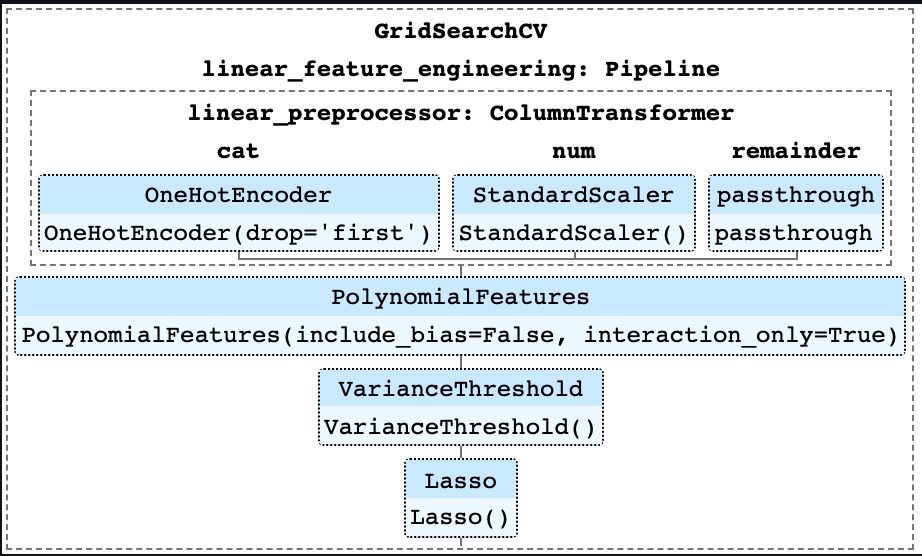 GridSearchCV
linear_feature_engineering: Pipeline
linear_preprocessor: ColumnTransformer
cat num remainder
OneHotEncoder StandardScaler passthrough
OneHotEncoder(drop='first') StandardScaler() passthrough
PolynomialFeatures
PolynomialFeatures(include_bias=False, interaction_only=True)
VarianceThreshold
VarianceThreshold()
Lasso
Lasso()